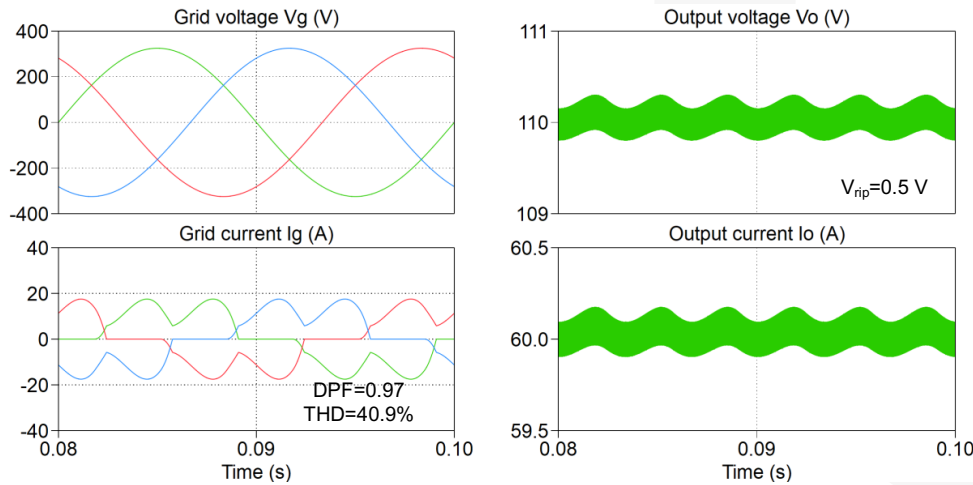 Grid voltage Vg (V)
400
200
0
-200
-400
Grid current Ig (A)
40
20
0
-20
-40
DPF=0.97
THD=40.9%
0.08
0.09
0.10
Time (s)
Output voltage Vo (V)
111
110
109
Vrip=0.5 V
Output current Io (A)
60.5
60.0
59.5
0.08
0.09
0.10
Time (s)